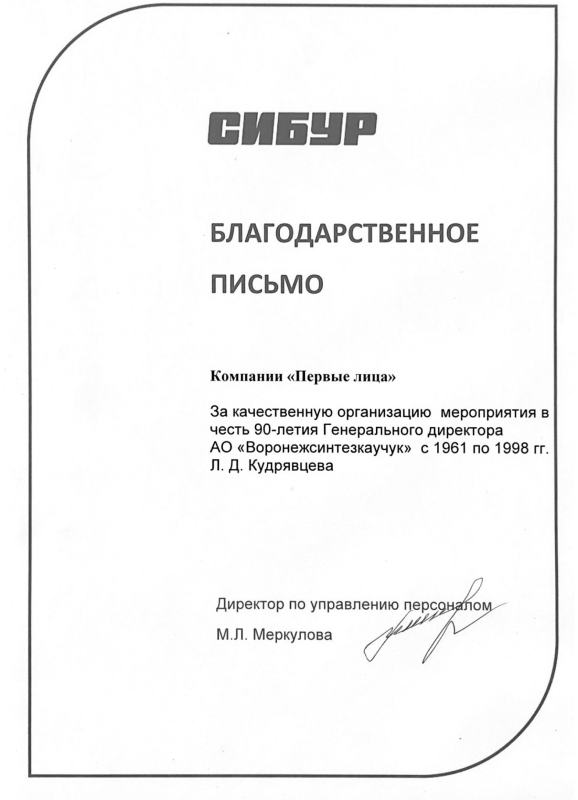 СИБУР
БЛАГОДАРСТВЕННОЕ
ПИСЬМО
Компании «Первые лица»
За качественную организацию мероприятия в
честь 90-летия Генерального директора
АО «Воронежсинтезкаучук» с 1961 по 1998 гг.
Л. Д. Кудрявцева
Директор по управлению персоналом
М.Л. Меркулова